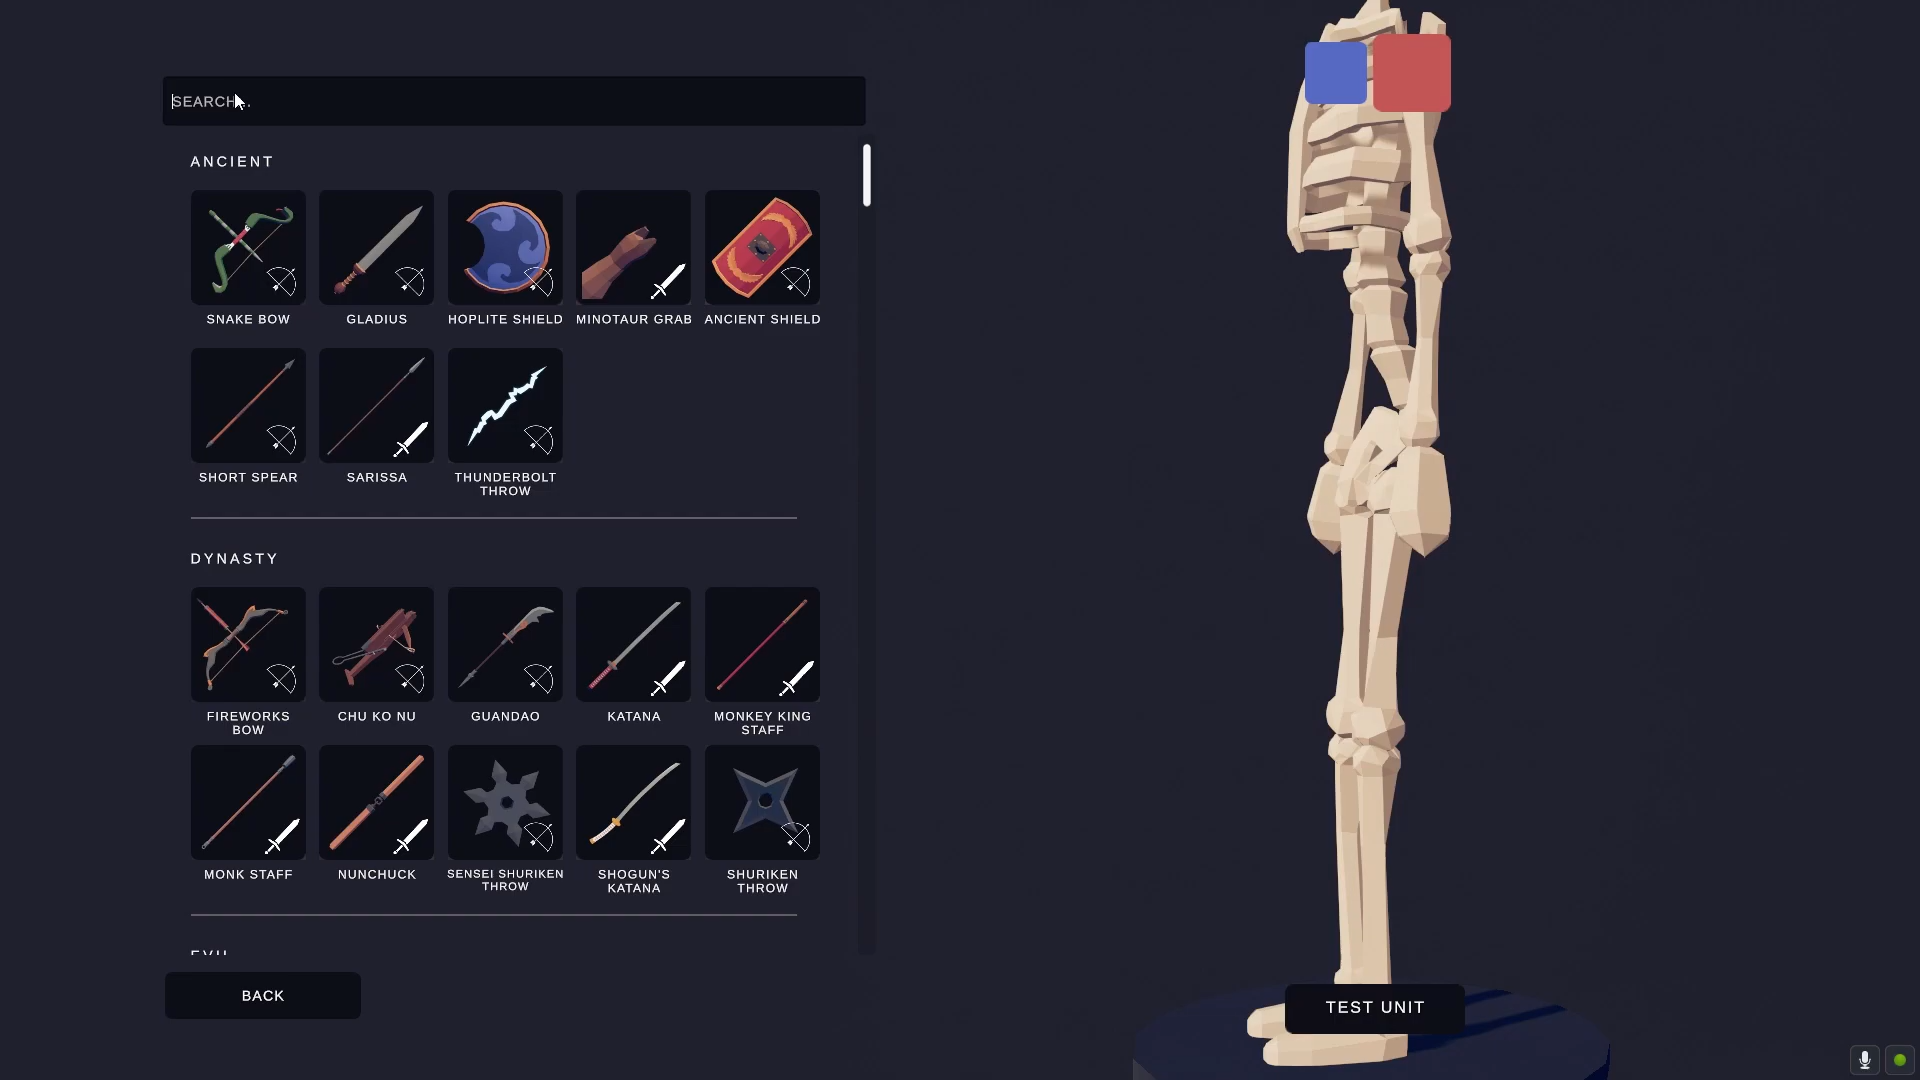 SEARCH...
ANCIENT
SNAKE BOW
GLADIUS
HOPLITE SHIELD
MINOTAUR GRAB
ANCIENT SHIELD
SHORT SPEAR
SARISSA
THUNDERBOLT
THROW
DYNASTY
FIREWORKS
BOW
CHU KO NU
GUANDAO
KATANA
MONKEY KING
STAFF
MONK STAFF
NUNCHUCK
SENSEI SHURIKEN
THROW
SHOGUN'S
KATANA
SHURIKEN
THROW
EVIL
BACK
TEST UNIT